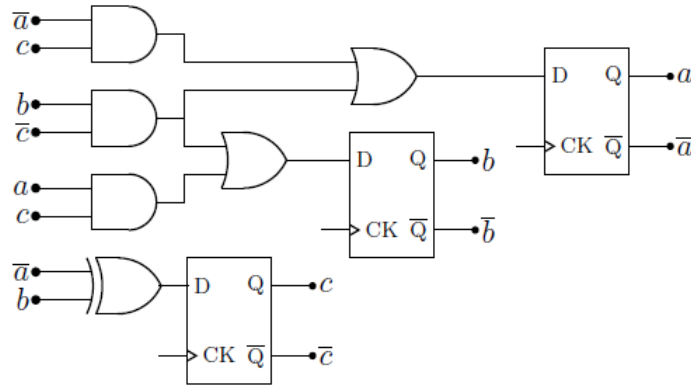 a̅
c
D Q a
b
c̅
CK Q̅ a̅
D Q b
a
c
CK Q̅ b̅
a̅
b
D Q c
CK Q̅ c̅